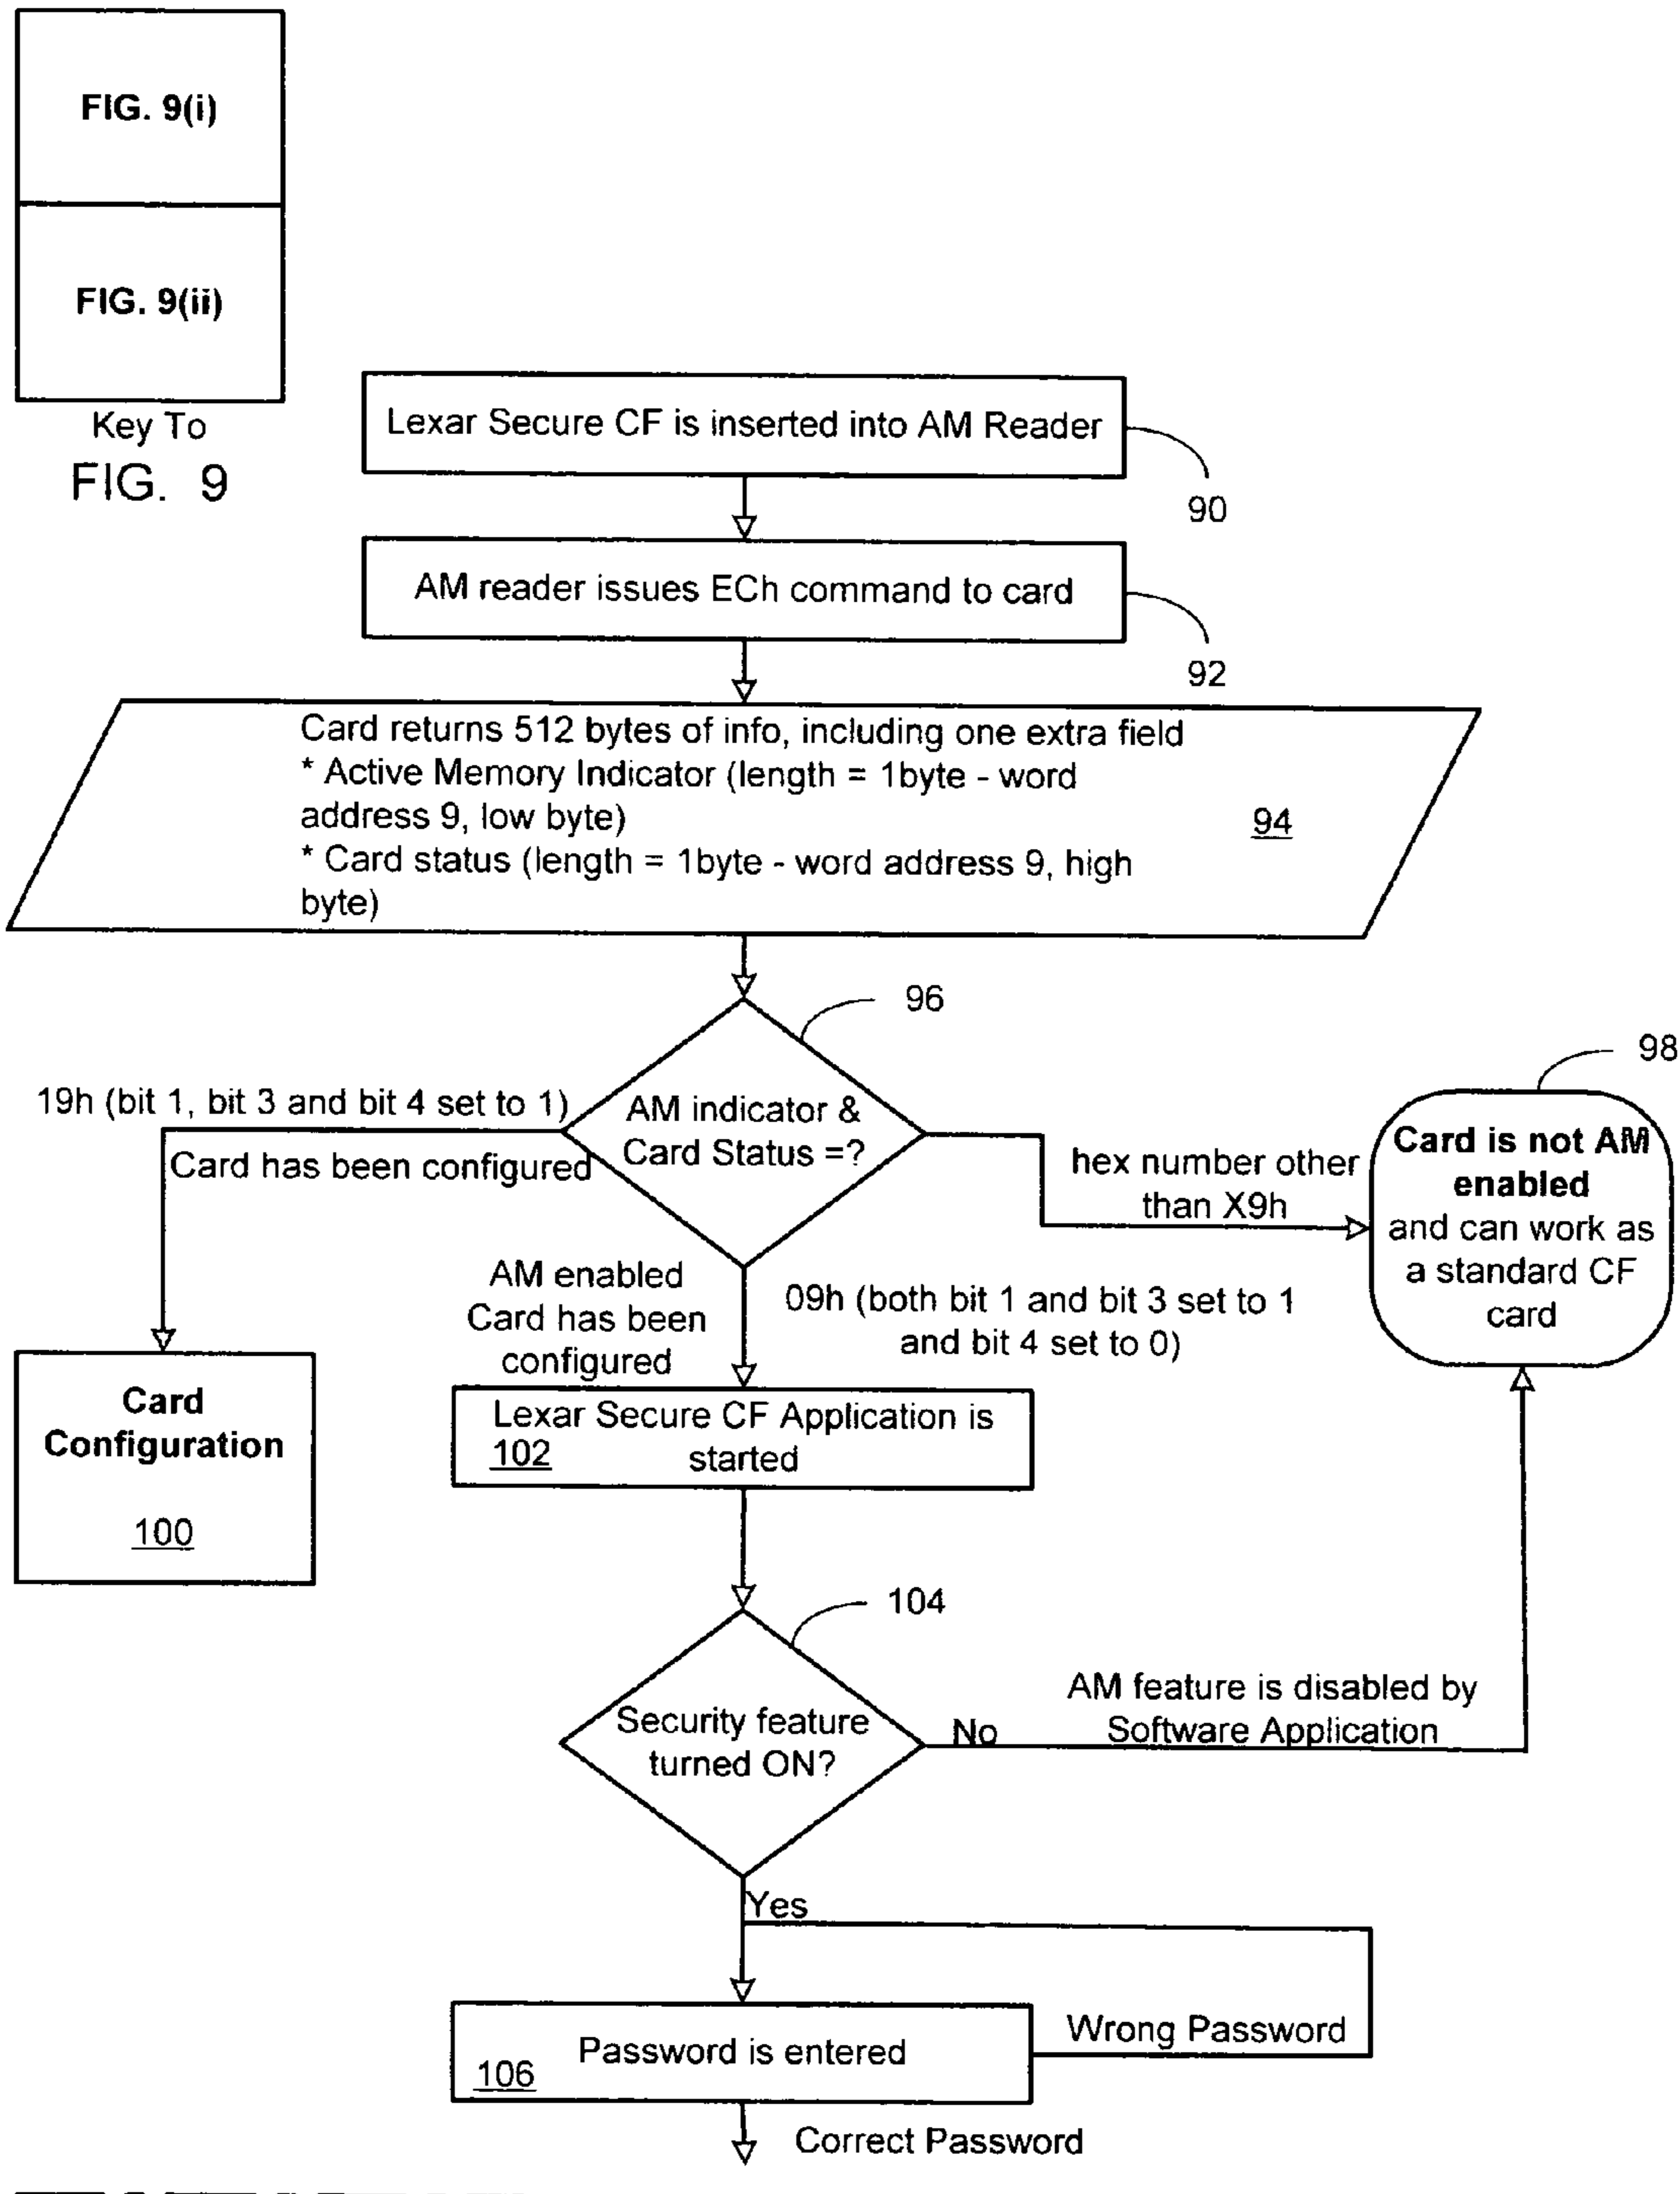 FIG. 9(i)
FIG. 9(ii)
Key To
FIG. 9
Lexar Secure CF is inserted into AM Reader
90
AM reader issues ECh command to card
92
Card returns 512 bytes of info, including one extra field
* Active Memory Indicator (length = 1byte - word
address 9, low byte)
* Card status (length = 1byte - word address 9, high
byte)
94
96
AM indicator &
Card Status =?
19h (bit 1, bit 3 and bit 4 set to 1)
Card has been configured
hex number other
than X9h
98
Card is not AM
enabled
and can work as
a standard CF
card
AM enabled
Card has been
configured
09h (both bit 1 and bit 3 set to 1
and bit 4 set to 0)
Card
Configuration
100
Lexar Secure CF Application is
102 started
104
Security feature
turned ON?
No
AM feature is disabled by
Software Application
Yes
Password is entered
106
Wrong Password
Correct Password